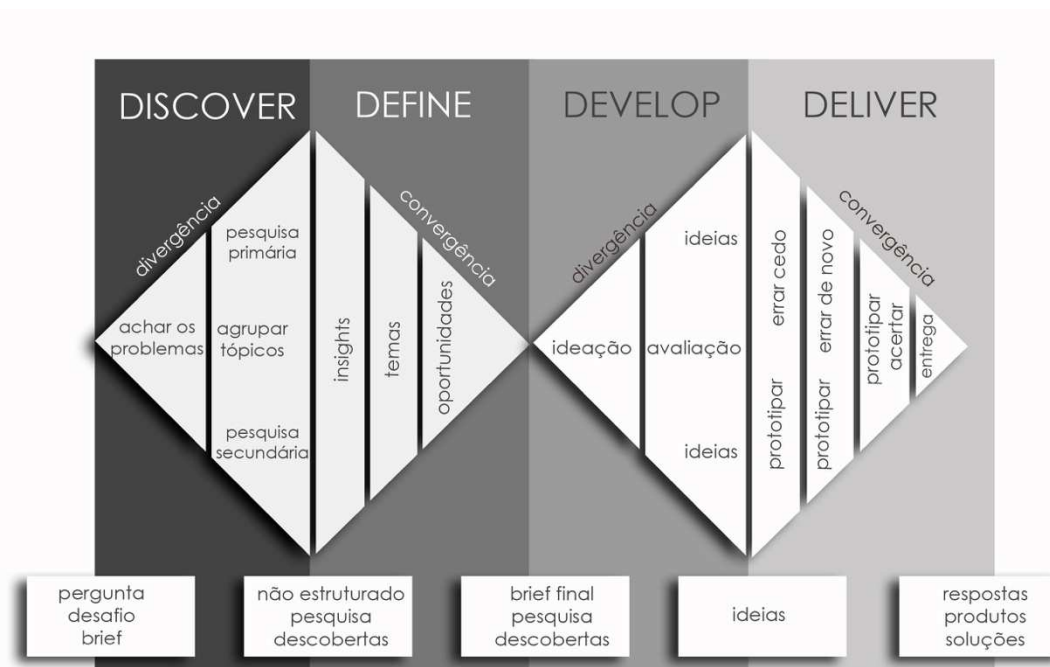 DISCOVER
DEFINE
DEVELOP
DELIVER
divergência
achar os
problemas
pesquisa
primária
agrupar
tópicos
pesquisa
secundária
insights
temas
oportunidades
convergência
divergência
ideação
avaliação
ideias
ideias
prototipar errar cedo
prototipar errar de novo
prototipar
acertar
entrega
convergência
pergunta
desafio
brief
não estruturado
pesquisa
descobertas
brief final
pesquisa
descobertas
ideias
respostas
produtos
soluções